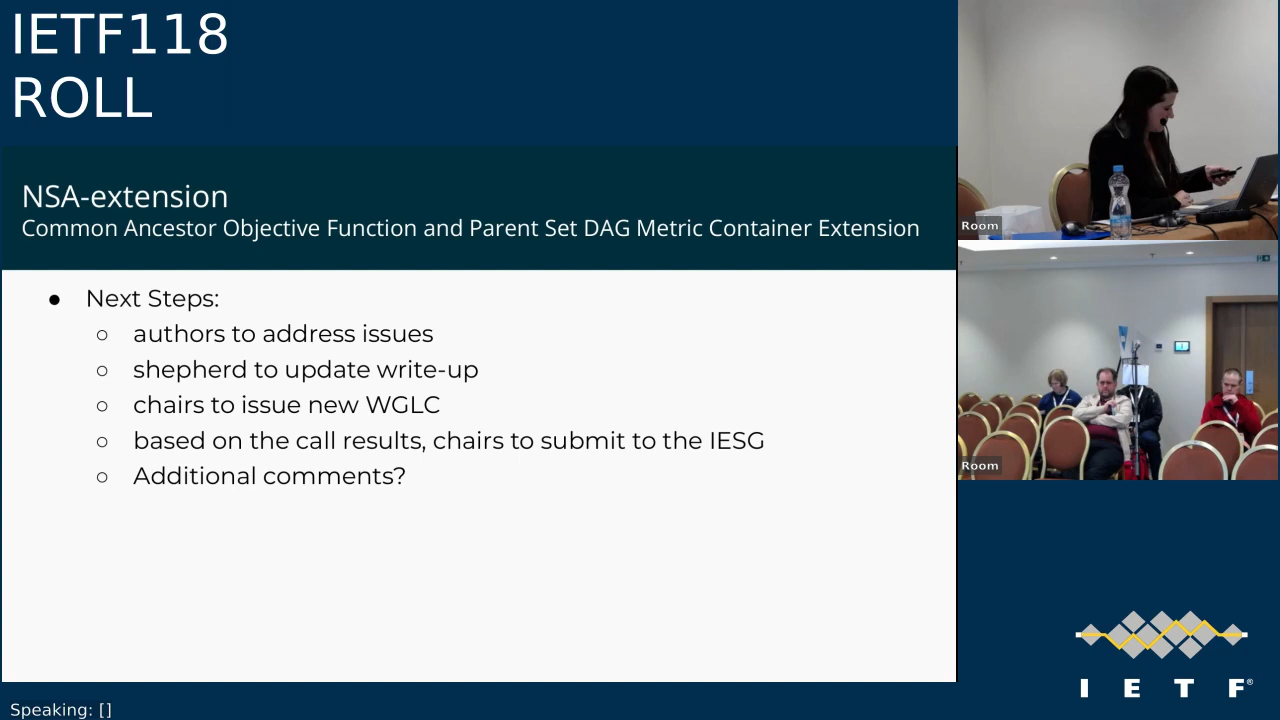 IETF118
ROLL
NSA-extension
Common Ancestor Objective Function and Parent Set DAG Metric Container Extension
● Next Steps:
○ authors to address issues
○ shepherd to update write-up
○ chairs to issue new WGLC
○ based on the call results, chairs to submit to the IESG
○ Additional comments?
Room
Room
I E T F®
Speaking: []